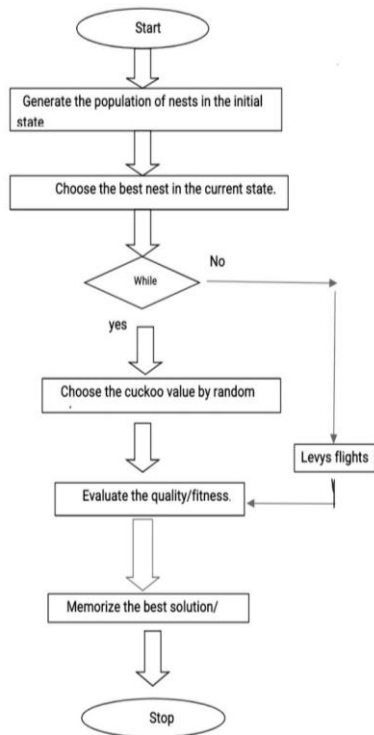 Start
Generate the population of nests in the initial
state
Choose the best nest in the current state.
While
No
yes
Choose the cuckoo value by random
.
Levys flights
Evaluate the quality/fitness.
Memorize the best solution/
Stop